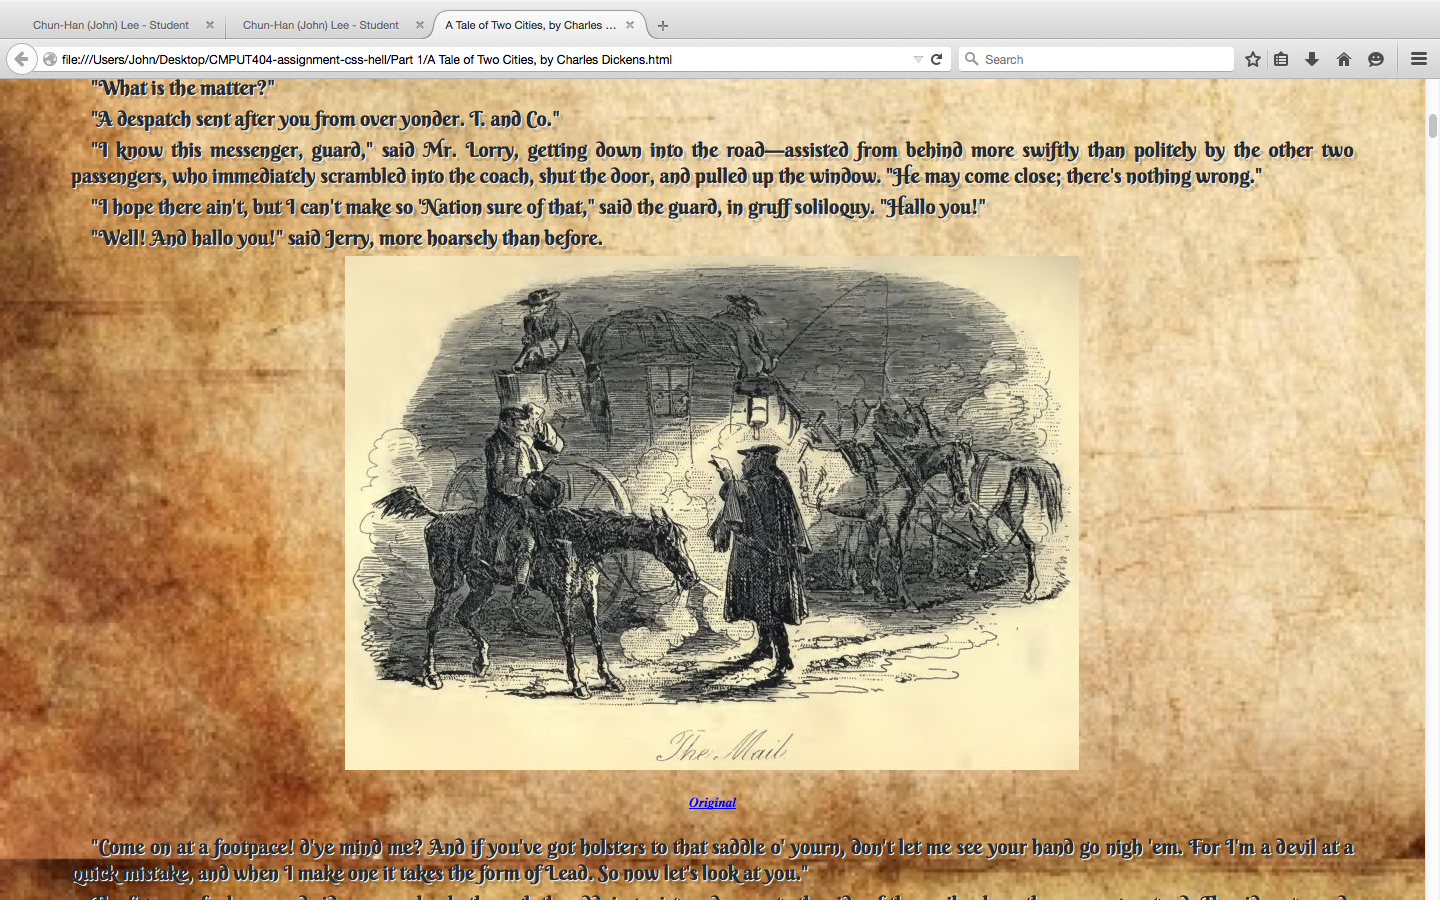 Chun-Han (John) Lee - Student
Chun-Han (John) Lee - Student
A Tale of Two Cities, by Charles ...
file:///Users/John/Desktop/CMPUT404-assignment-css-hell/Part 1/A Tale of Two Cities, by Charles Dickens.html
Search
"What is the matter?"
"A despatch sent after you from over yonder. T. and Co."
"I know this messenger, guard," said Mr. Lorry, getting down into the road—assisted from behind more swiftly than politely by the other two
passengers, who immediately scrambled into the coach, shut the door, and pulled up the window. "He may come close; there's nothing wrong."
"I hope there ain't, but I can't make so 'Nation sure of that," said the guard, in gruff soliloquy. "Hallo you!"
"Well! And hallo you!" said Jerry, more hoarsely than before.
The Mail.
Original
"Come on at a footpace! d'ye mind me? And if you've got holsters to that saddle o' yourn, don't let me see your hand go nigh 'em. For I'm a devil at a
quick mistake, and when I make one it takes the form of Lead. So now let's look at you."